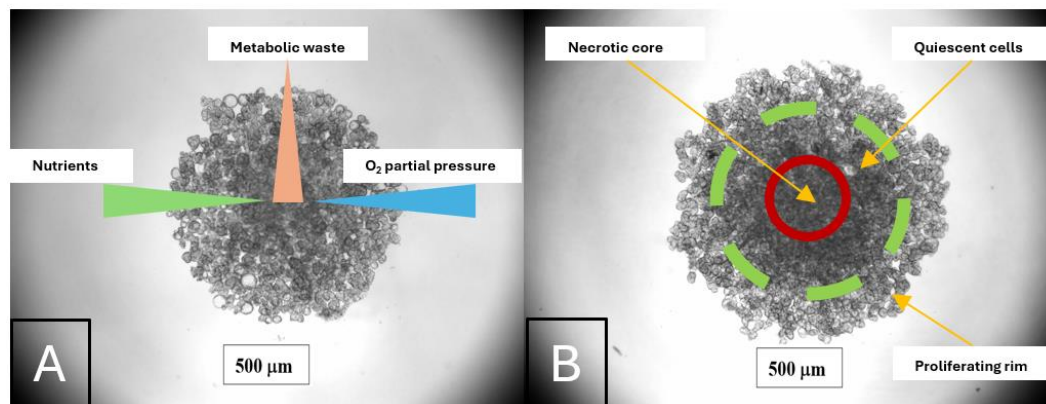 Metabolic waste
Nutrients
O₂ partial pressure
A
500 μm
Necrotic core
Quiescent cells
B
500 μm
Proliferating rim